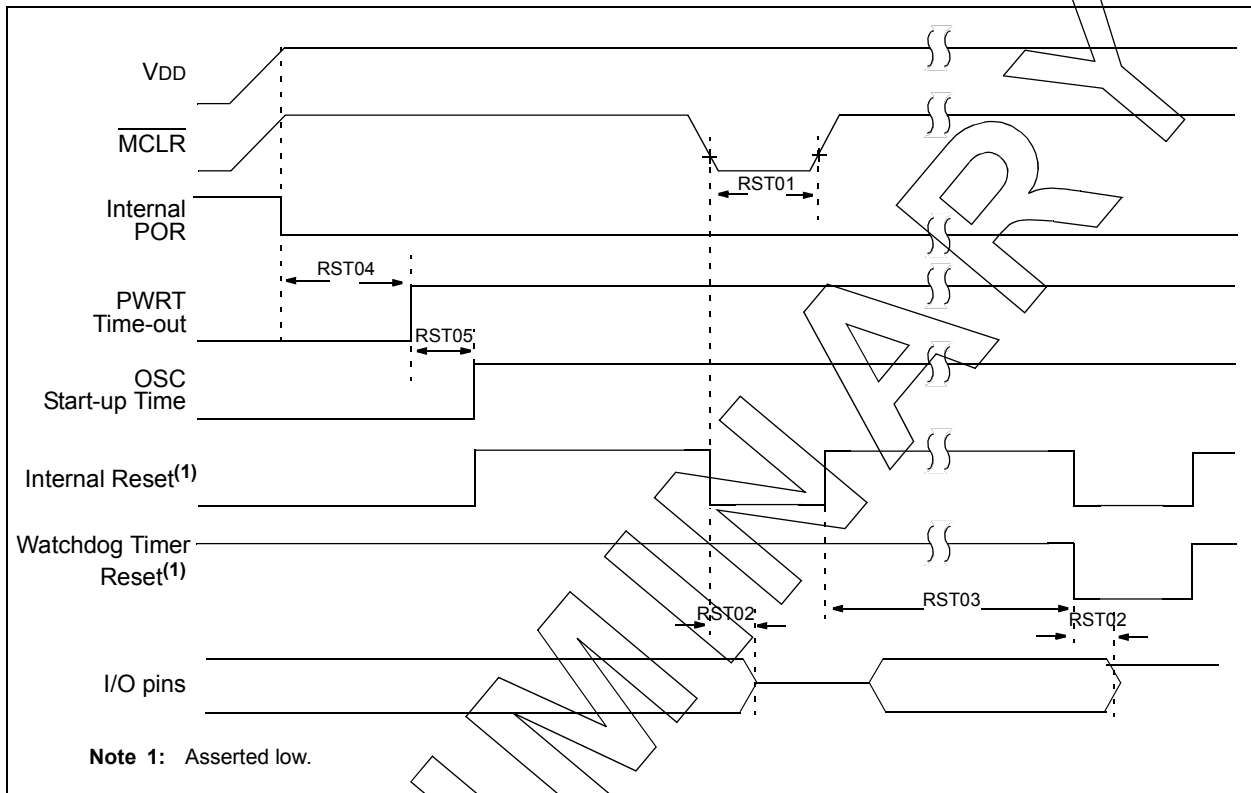 VDD
MCLR
RST01
Internal
POR
RST04
PWRT
Time-out
RST05
OSC
Start-up Time
Internal Reset(1)
Watchdog Timer
Reset(1)
RST03
RST02
RST02
I/O pins
Note 1: Asserted low.
IMINARY